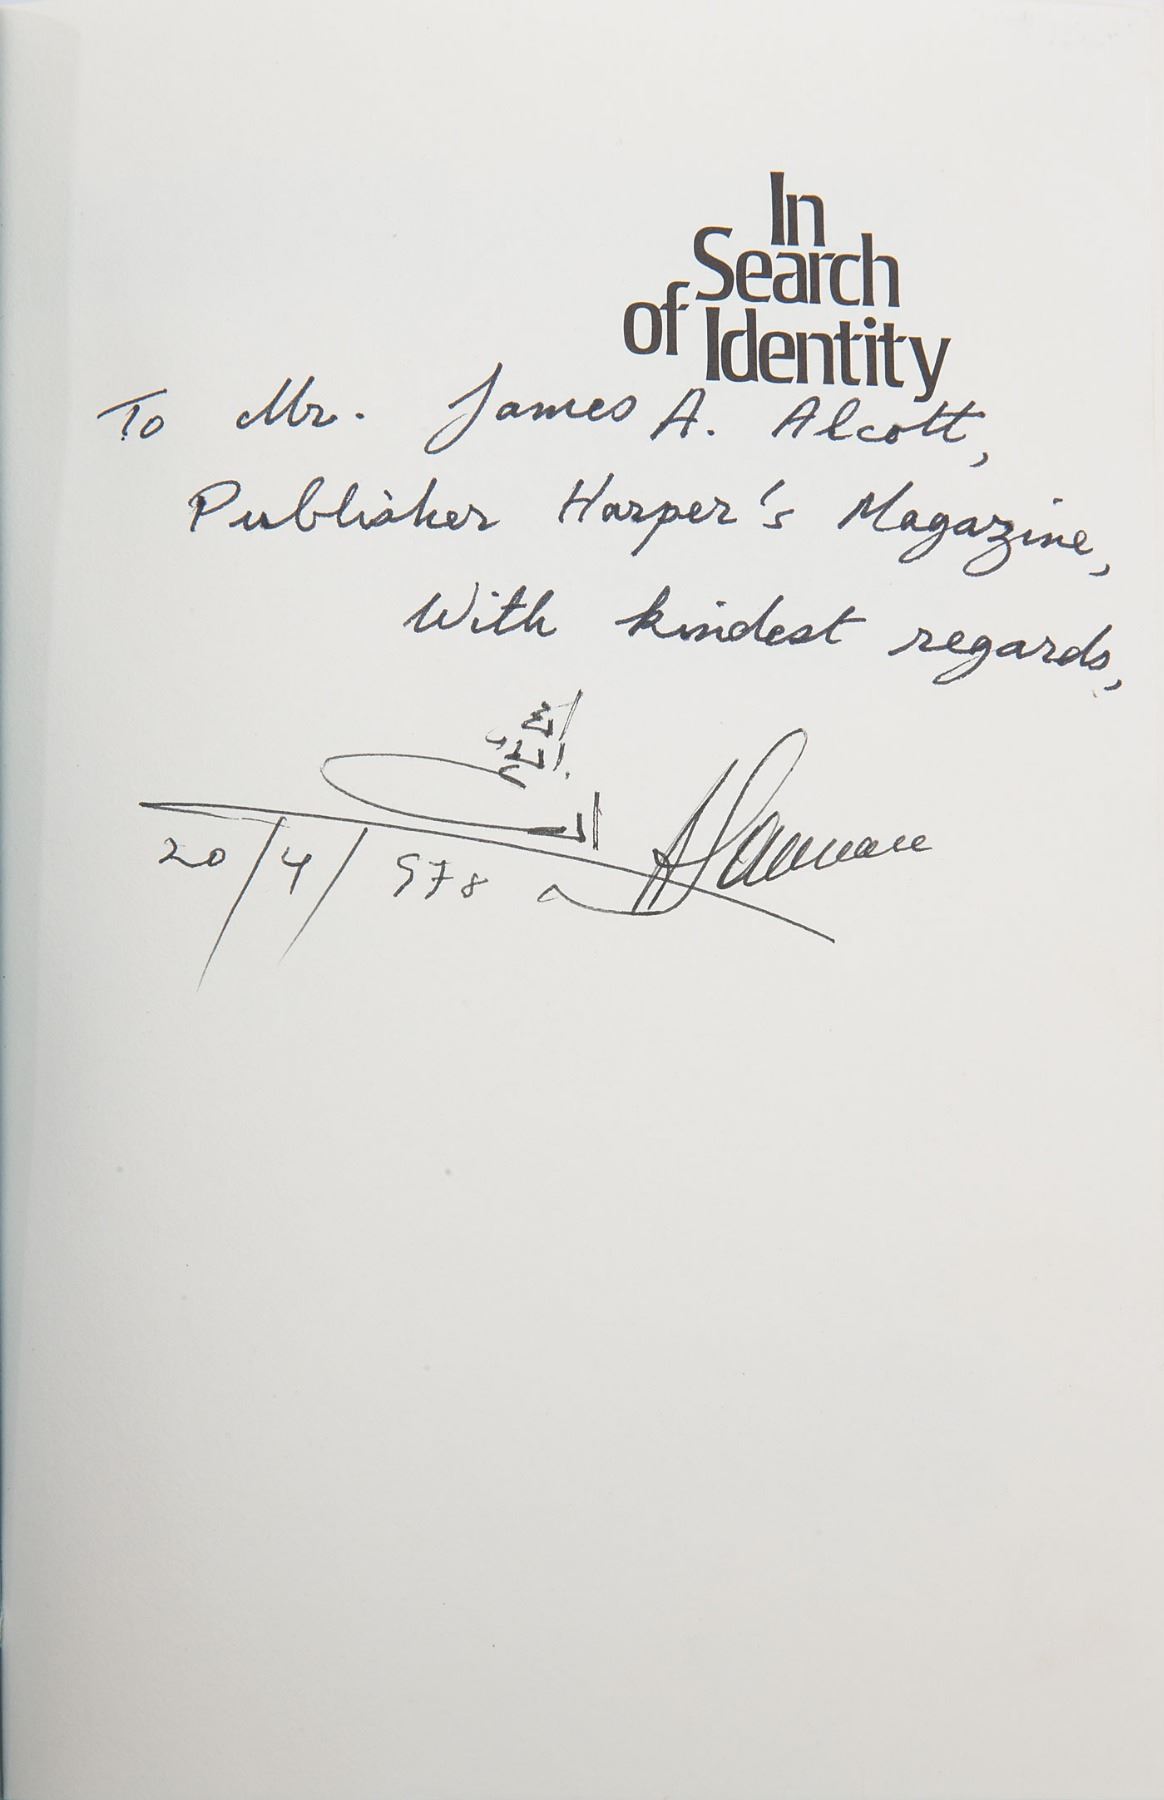 In
Search
of Identity
To Mr. James A. Alcott,
Publisher Harper's Magazine,
With kindest regards,
20/4/978